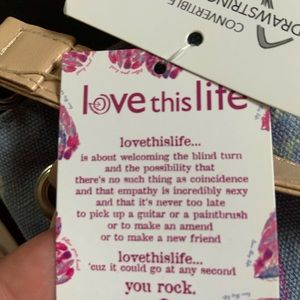 CONVERTIBLE
DRAWSTRING
love this life
lovethislife...
is about welcoming the blind turn
and the possibility that
there's no such thing as coincidence
and that empathy is incredibly sexy
and that it's never too late
to pick up a guitar or a paintbrush
or to make an amend
or to make a new friend
lovethislife...
'cuz it could go at any second
you rock.